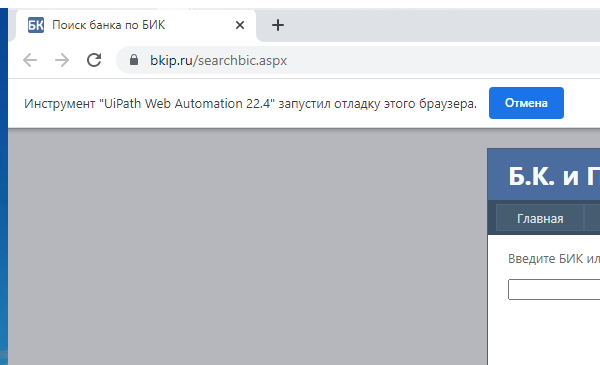 БК Поиск банка по БИК
bkip.ru/searchbic.aspx
Инструмент "UiPath Web Automation 22.4" запустил отладку этого браузера. Отмена
Б.К. и
Главная
Введите БИК ил